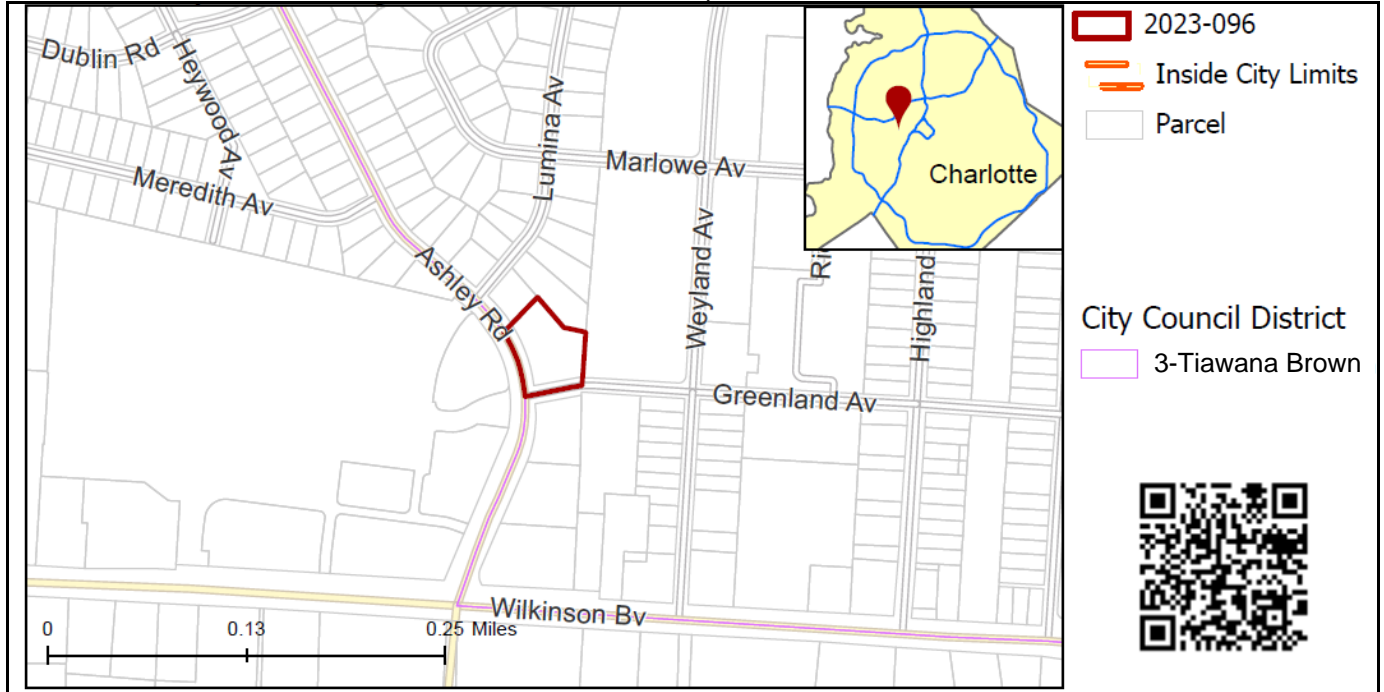 Dublin Rd
Heywood Av
Meredith Av
Lumina Av
Marlowe Av
Ashley Rd
Weyland Av
Highland
Greenland Av
Wilkinson Bv
0 0.13 0.25 Miles
Charlotte
2023-096
Inside City Limits
Parcel
City Council District
3-Tiawana Brown